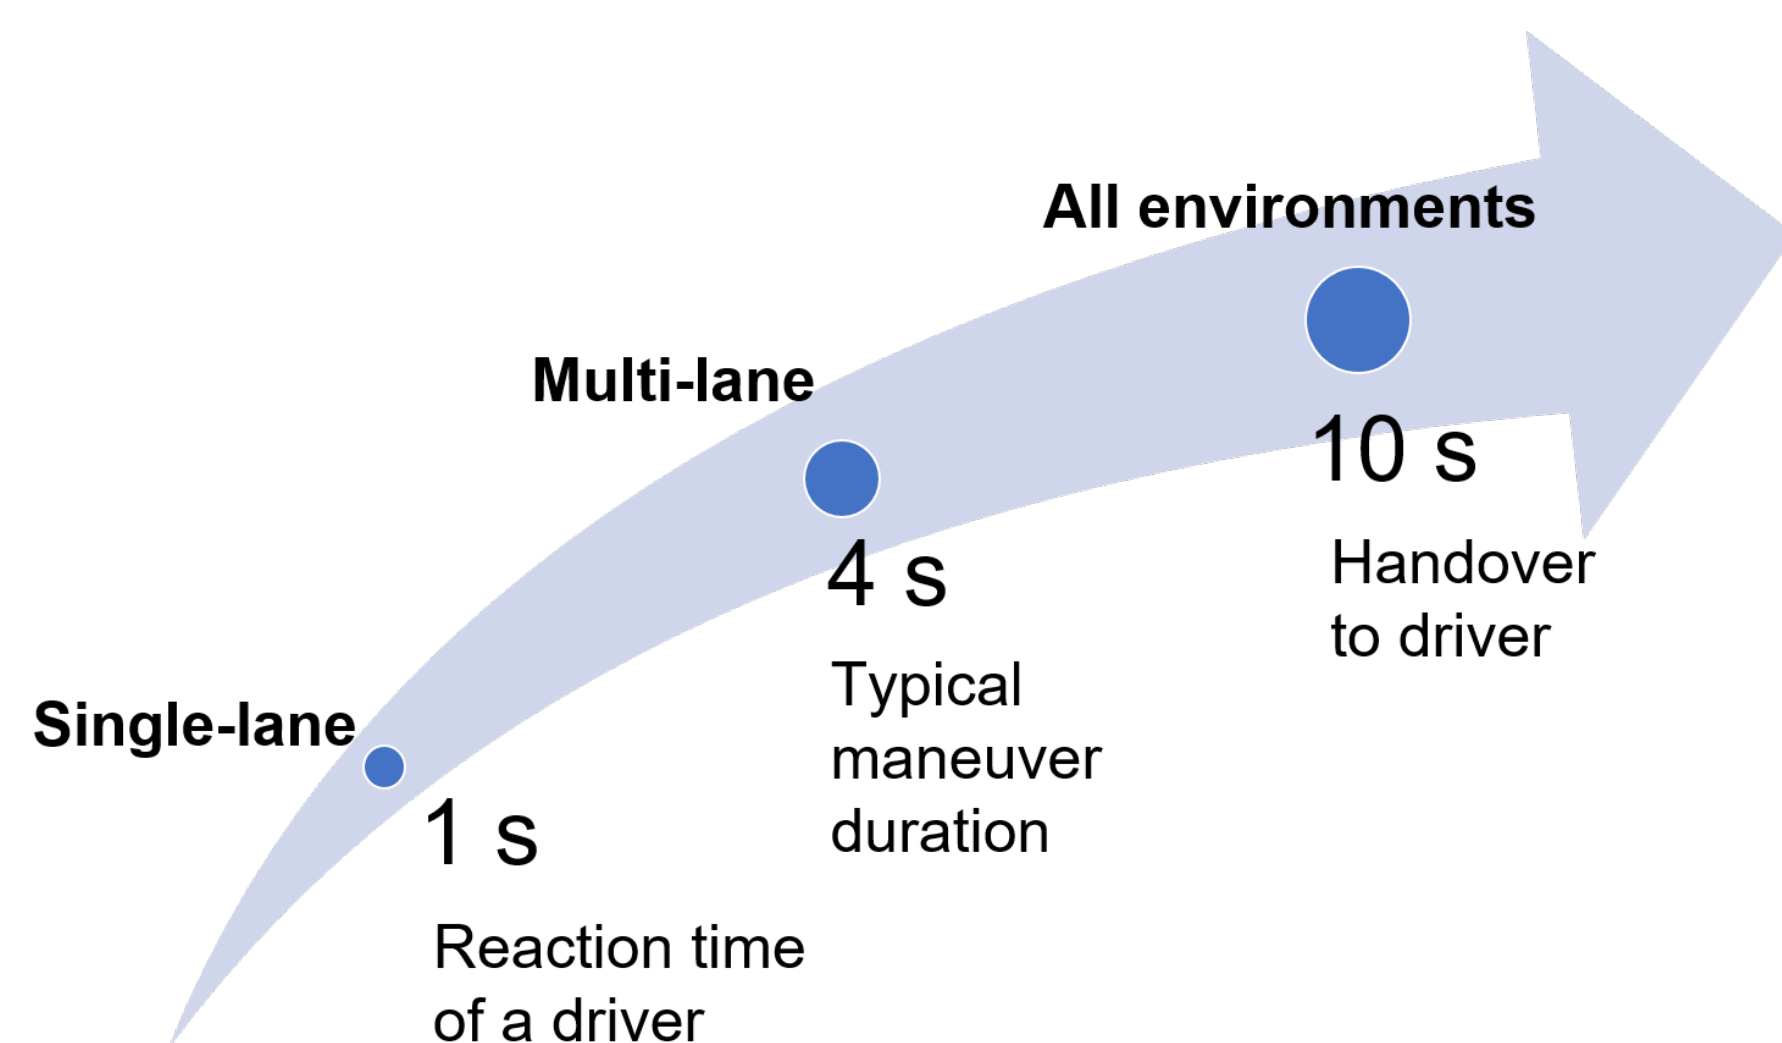 Single-lane
1 s
Reaction time
of a driver
Multi-lane
4 s
Typical
maneuver
duration
All environments
10 s
Handover
to driver